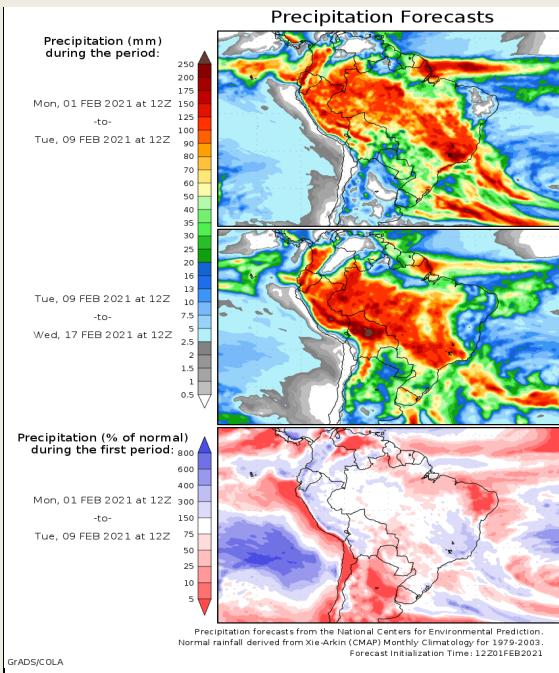 Precipitation Forecasts
Precipitation (mm)
during the period:
Mon, 01 FEB 2021 at 12Z
-to-
Tue, 09 FEB 2021 at 12Z
250
200
175
150
125
100
90
80
70
60
50
40
35
30
25
20
16
13
10
7.5
5
2.5
2
1.5
1
0.5
Tue, 09 FEB 2021 at 12Z
-to-
Wed, 17 FEB 2021 at 12Z
Precipitation (% of normal)
during the first period:
Mon, 01 FEB 2021 at 12Z
-to-
Tue, 09 FEB 2021 at 12Z
800
600
400
300
150
75
50
25
10
5
Precipitation forecasts from the National Centers for Environmental Prediction.
Normal rainfall derived from Xie-Arkin (CMAP) Monthly Climatology for 1979-2003.
Forecast Initialization Time: 12Z01FEB2021
GrADS/COLA